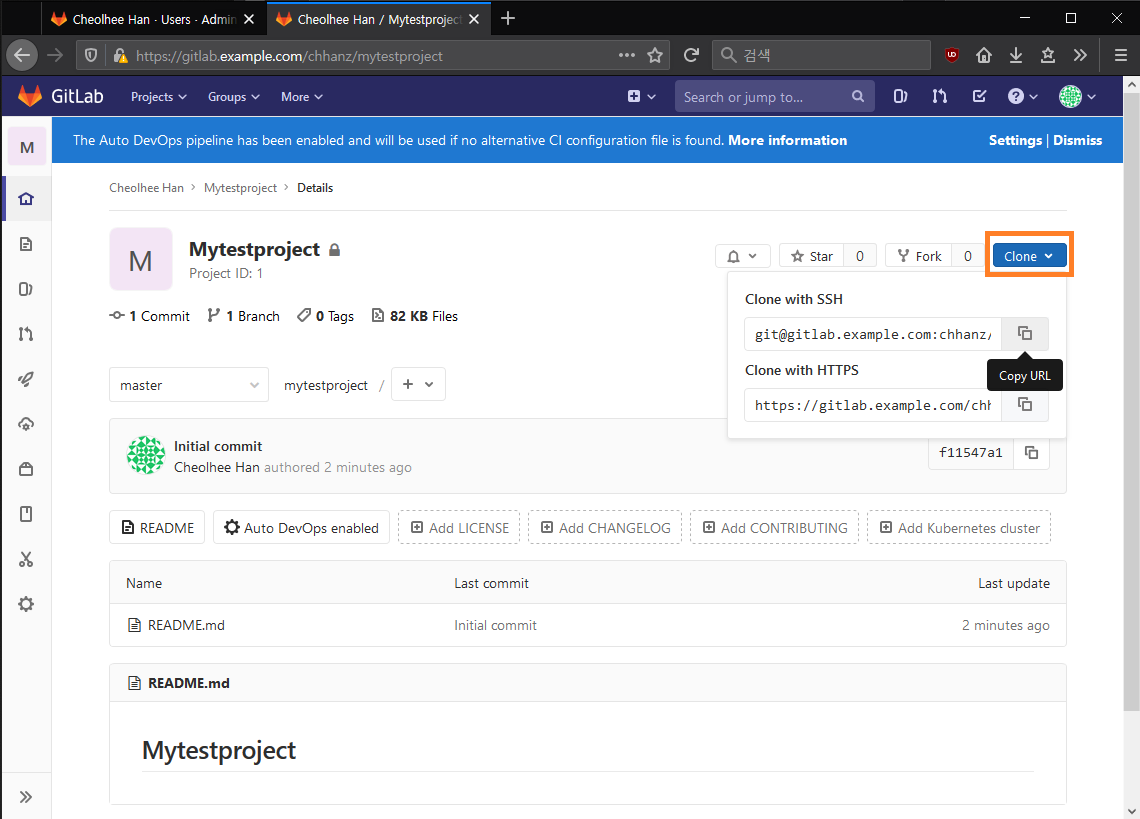 Cheolhee Han · Users · Admin
Cheolhee Han / Mytestproject
https://gitlab.example.com/chhanz/mytestproject
검색
GitLab
Projects
Groups
More
Search or jump to...
M
The Auto DevOps pipeline has been enabled and will be used if no alternative CI configuration file is found. More information
Settings | Dismiss
Cheolhee Han > Mytestproject > Details
M
Mytestproject
Project ID: 1
Star 0
Fork 0
Clone
1 Commit
1 Branch
0 Tags
82 KB Files
Clone with SSH
git@gitlab.example.com:chhanz/
Copy URL
Clone with HTTPS
https://gitlab.example.com/chh
master
mytestproject /
Initial commit
Cheolhee Han authored 2 minutes ago
f11547a1
README
Auto DevOps enabled
Add LICENSE
Add CHANGELOG
Add CONTRIBUTING
Add Kubernetes cluster
Name Last commit Last update
README.md Initial commit 2 minutes ago
README.md
Mytestproject